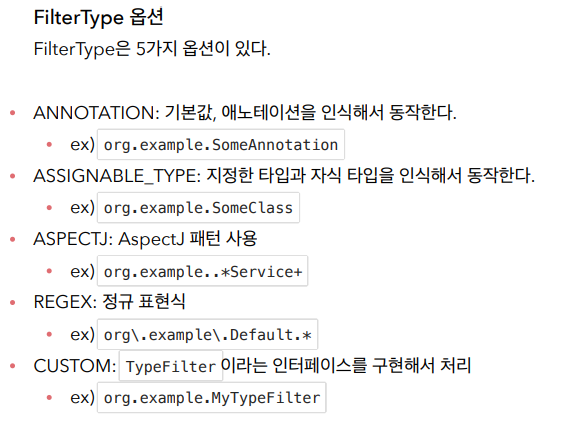 FilterType 옵션
FilterType은 5가지 옵션이 있다.
ANNOTATION: 기본값, 애노테이션을 인식해서 동작한다.
ex) org.example.SomeAnnotation
ASSIGNABLE_TYPE: 지정한 타입과 자식 타입을 인식해서 동작한다.
ex) org.example.SomeClass
ASPECTJ: AspectJ 패턴 사용
ex) org.example..*Service+
REGEX: 정규 표현식
ex) org\.example\.Default.*
CUSTOM: TypeFilter 이라는 인터페이스를 구현해서 처리
ex) org.example.MyTypeFilter